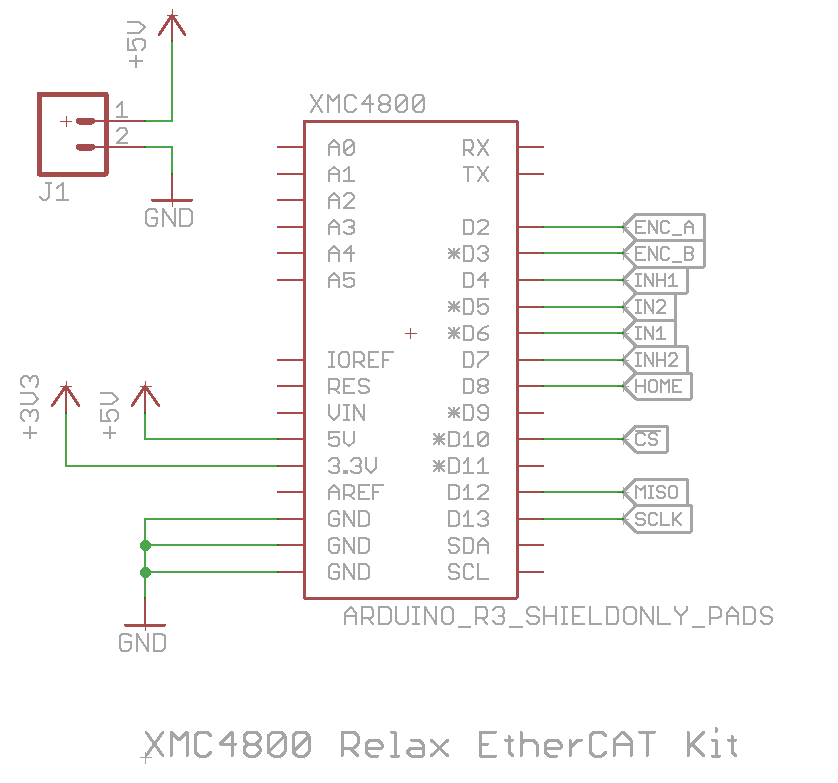 +5V
XMC4800
1
2
J1
GND
A0 RX
A1 TX
A2
A3 D2 ENC_A
A4 *D3 ENC_B
A5 D4 INH1
*D5 IN2
*D6 IN1
IOREF D7 INH2
RES D8 HOME
VIN *D9
+3V3
+5V
5V *D10 CS
3.3V *D11
AREF D12 MISO
GND D13 SCLK
GND SDA
GND SCL
ARDUINO_R3_SHIELDONLY_PADS
GND
XMC4800 Relax EtherCAT Kit